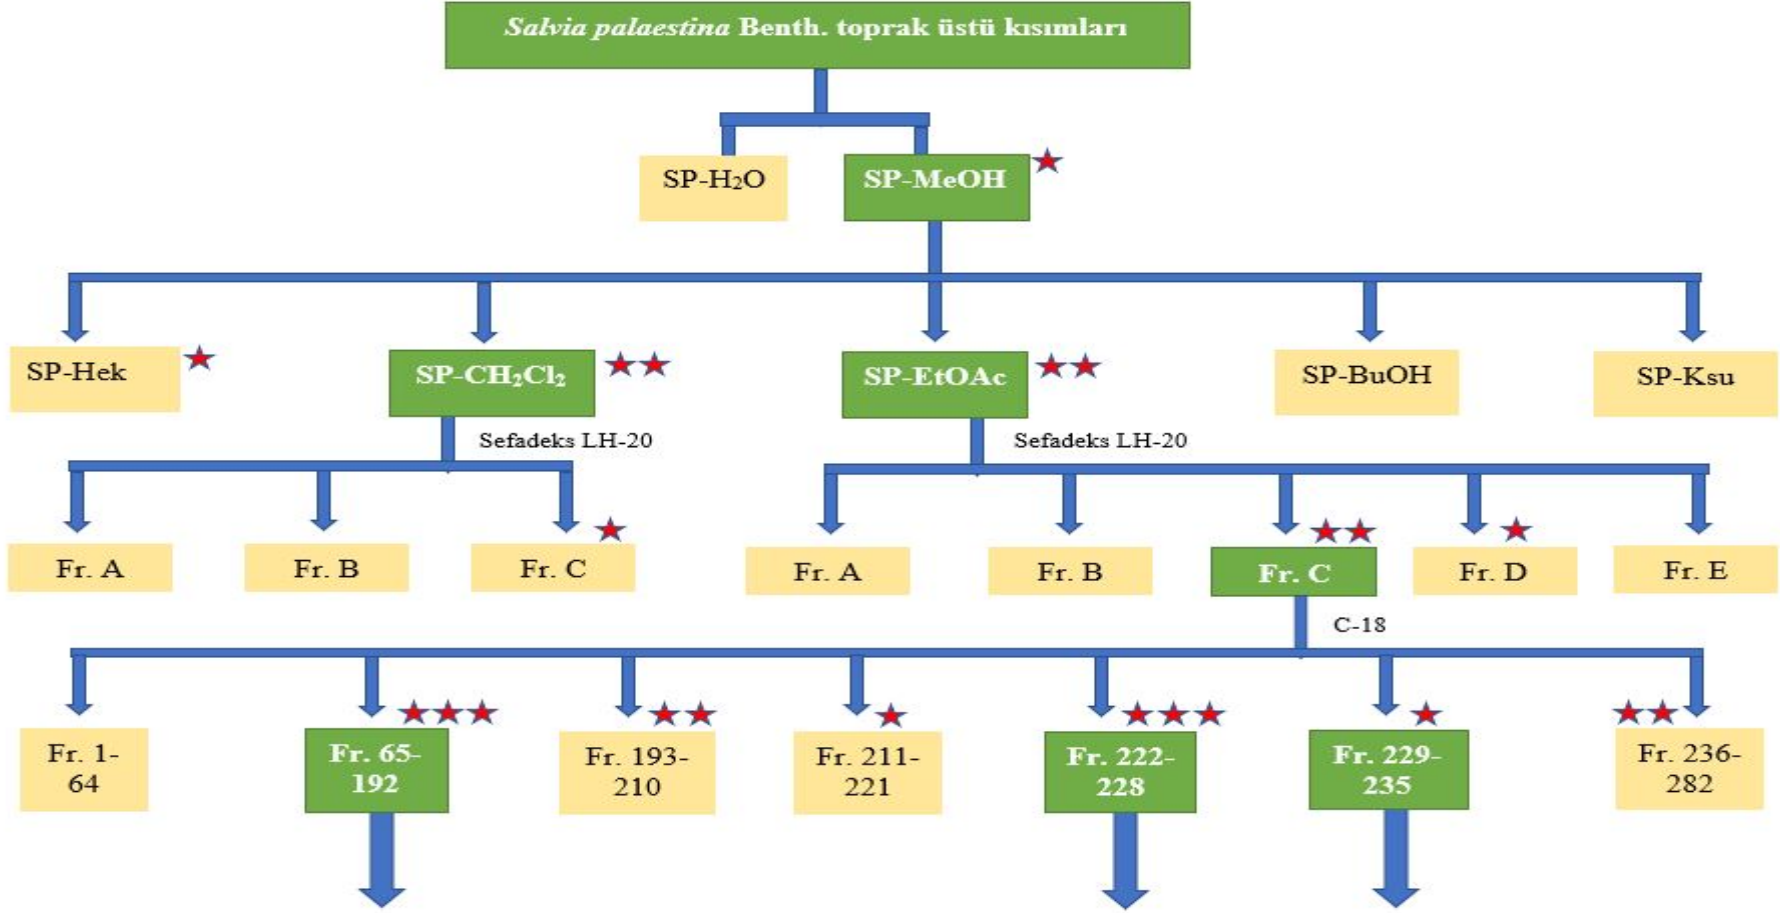 Salvia palaestina Benth. toprak üstü kısımları
SP-H₂O
SP-MeOH
SP-Hek
SP-CH₂Cl₂
SP-EtOAc
SP-BuOH
SP-Ksu
Sefadeks LH-20
Sefadeks LH-20
Fr. A
Fr. B
Fr. C
Fr. A
Fr. B
Fr. C
Fr. D
Fr. E
C-18
Fr. 1-
64
Fr. 65-
192
Fr. 193-
210
Fr. 211-
221
Fr. 222-
228
Fr. 229-
235
Fr. 236-
282